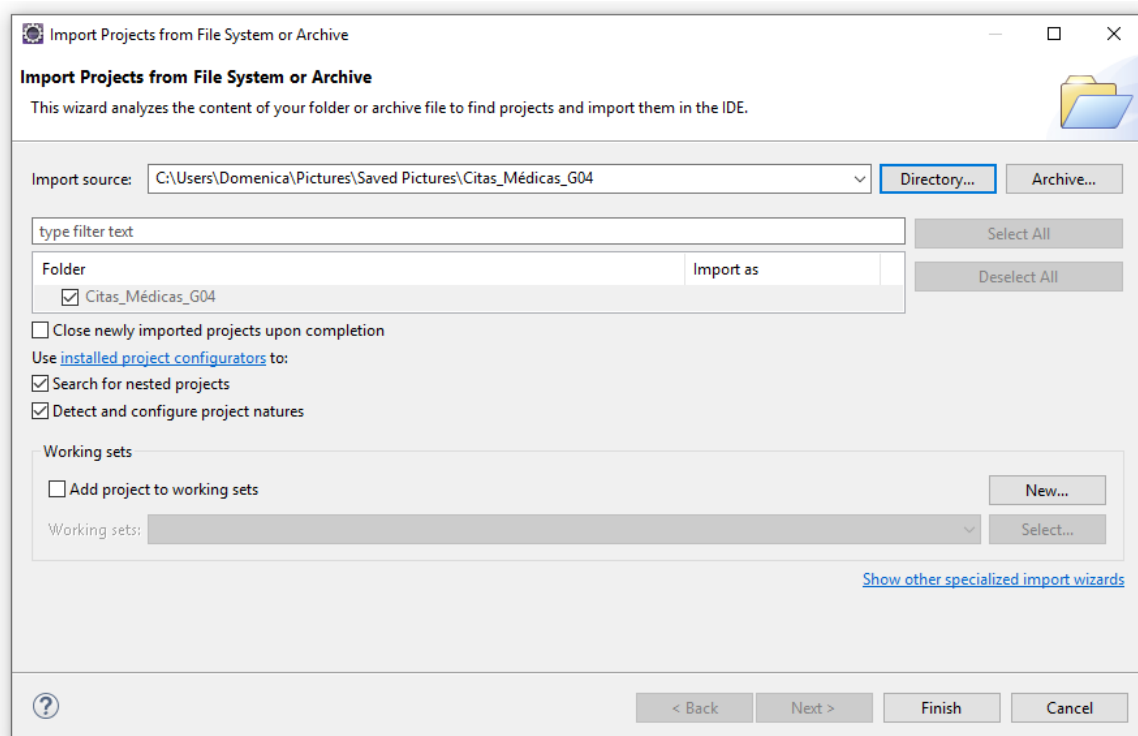 Import Projects from File System or Archive
Import Projects from File System or Archive
This wizard analyzes the content of your folder or archive file to find projects and import them in the IDE.
Import source: C:\Users\Domenica\Pictures\Saved Pictures\Citas_Médicas_G04 Directory... Archive...
type filter text Select All
Folder Import as Deselect All
Citas_Médicas_G04
Close newly imported projects upon completion
Use installed project configurators to:
Search for nested projects
Detect and configure project natures
Working sets
Add project to working sets New...
Working sets: Select...
Show other specialized import wizards
? < Back Next > Finish Cancel